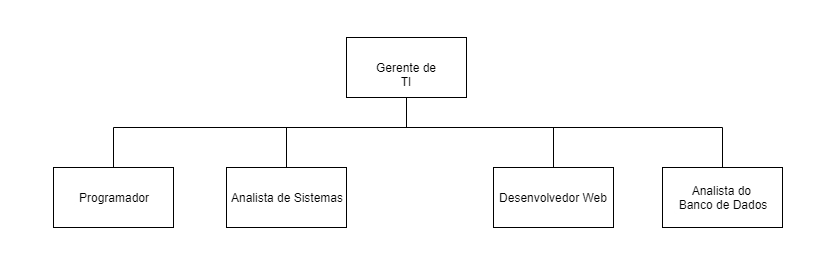 Gerente de
TI
Programador
Analista de Sistemas
Desenvolvedor Web
Analista do
Banco de Dados